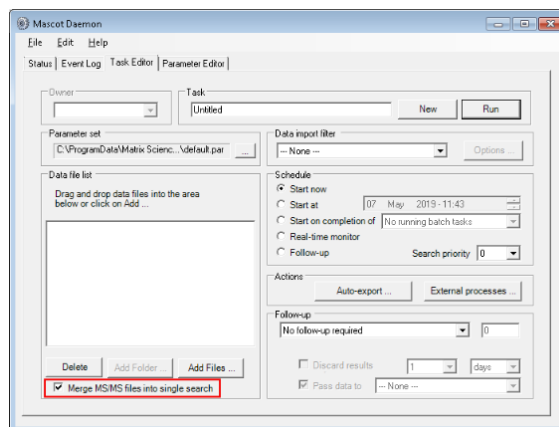 Mascot Daemon
File Edit Help
Status Event Log Task Editor Parameter Editor
Owner
Task
Untitled
New
Run
Parameter set
C:\ProgramData\Matrix Scienc...\default.par
...
Data import filter
-- None --
Options ...
Data file list
Drag and drop data files into the area
below or click on Add ...
Delete
Add Folder ...
Add Files ...
Merge MS/MS files into single search
Schedule
Start now
Start at
07 May 2019 - 11:43
Start on completion of
No running batch tasks
Real-time monitor
Follow-up
Search priority
0
Actions
Auto-export ...
External processes ...
Follow-up
No follow-up required
0
Discard results
1
days
Pass data to
-- None --